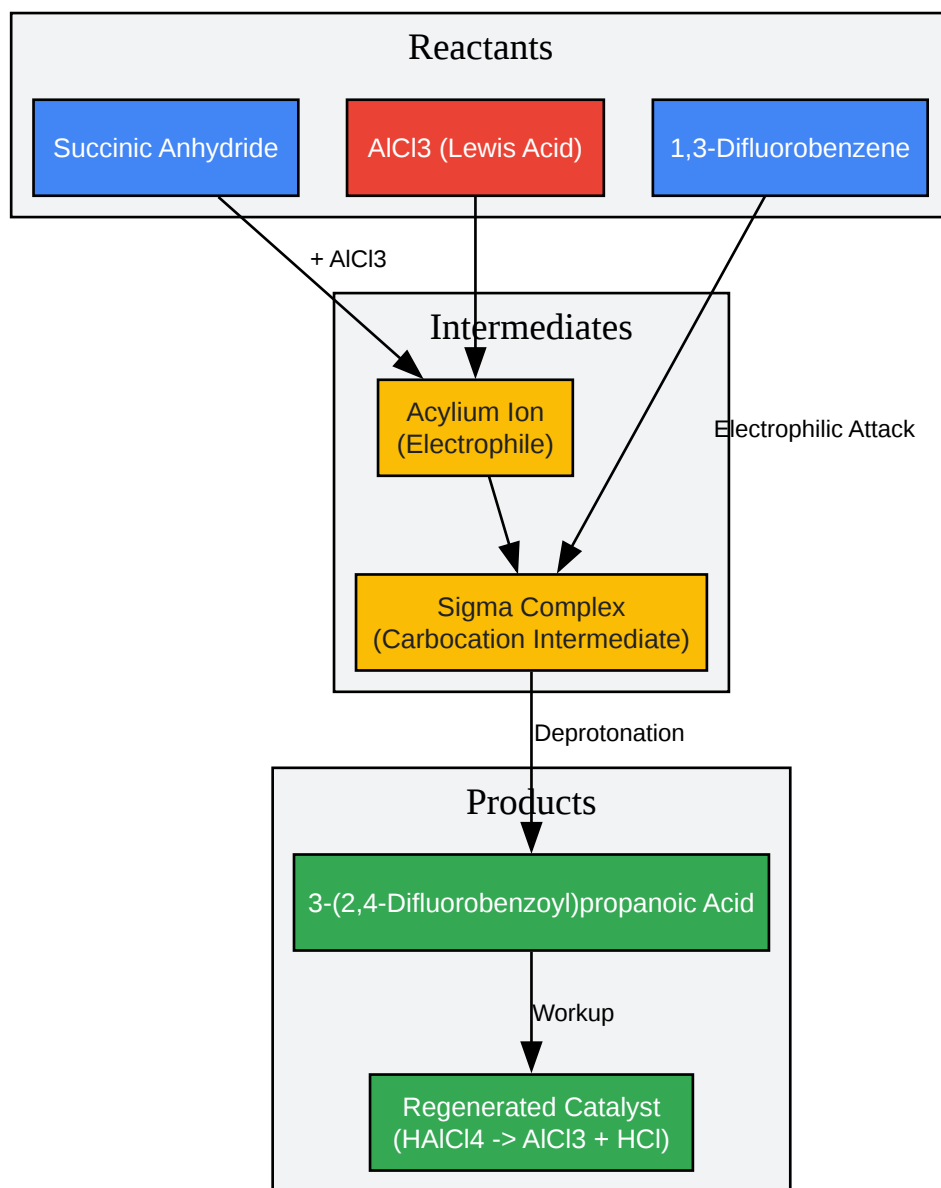 Reactants
Succinic Anhydride
AlCl3 (Lewis Acid)
1,3-Difluorobenzene
+ AlCl3
Intermediates
Acylium Ion
(Electrophile)
Electrophilic Attack
Sigma Complex
(Carbocation Intermediate)
Deprotonation
Products
3-(2,4-Difluorobenzoyl)propanoic Acid
Workup
Regenerated Catalyst
(HAlCl4 -> AlCl3 + HCl)